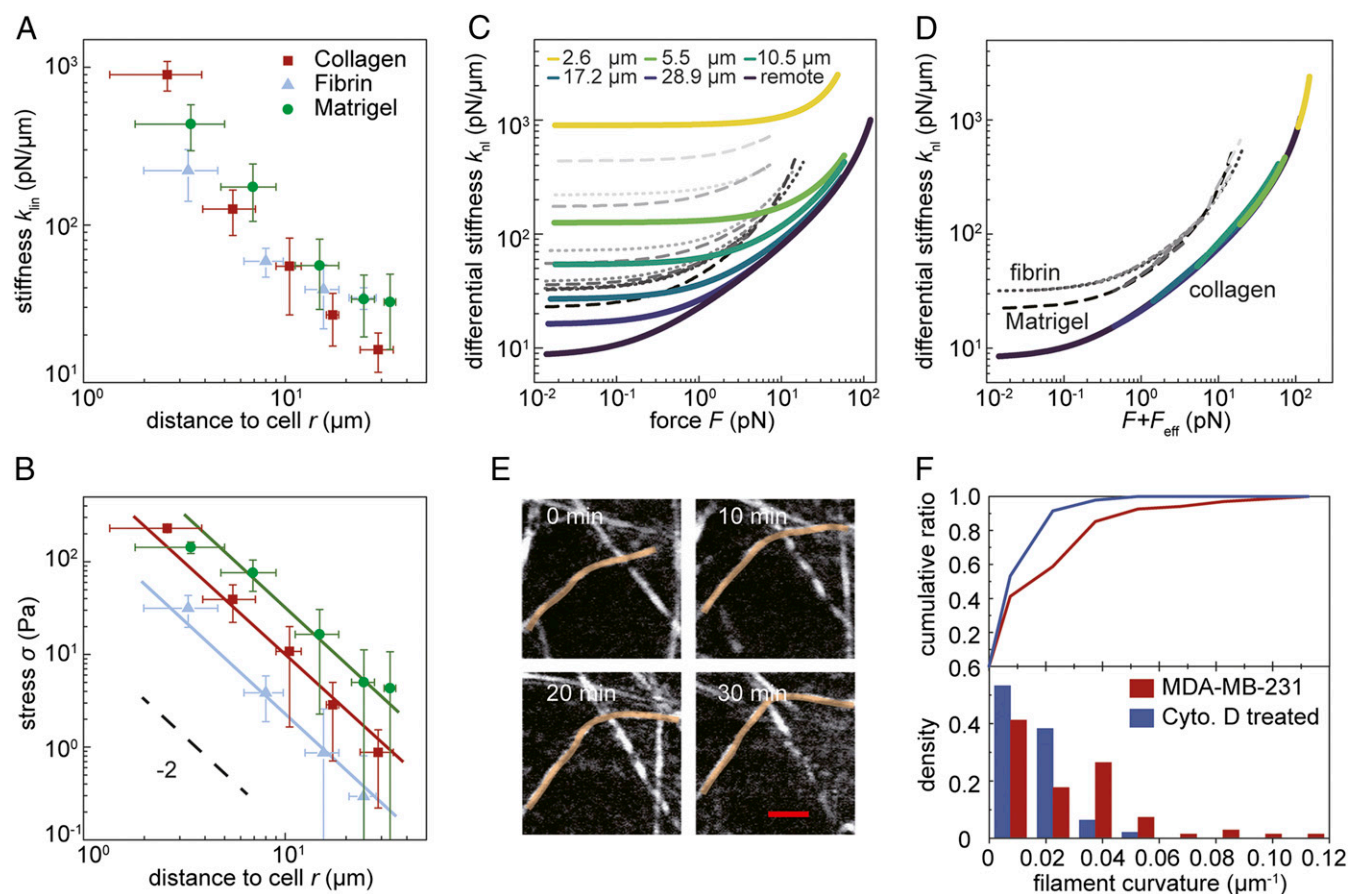 A
stiffness k_lin (pN/μm)
10³
10²
10¹
10⁰
10¹
distance to cell r (μm)
Collagen
Fibrin
Matrigel
B
stress σ (Pa)
10²
10¹
10⁰
10⁻¹
10⁰
10¹
distance to cell r (μm)
-2
C
differential stiffness k_nl (pN/μm)
2.6 μm 5.5 μm 10.5 μm
17.2 μm 28.9 μm remote
10³
10²
10¹
10⁻² 10⁻¹ 10⁰ 10¹ 10²
force F (pN)
D
differential stiffness k_nl (pN/μm)
10³
10²
10¹
fibrin
Matrigel
collagen
10⁻² 10⁻¹ 10⁰ 10¹ 10²
F+F_eff (pN)
E
0 min
10 min
20 min
30 min
F
cumulative ratio
1.0
0.8
0.6
0.4
0.2
0.6
density
0.4
0.2
0
MDA-MB-231
Cyto. D treated
0 0.02 0.04 0.06 0.08 0.10 0.12
filament curvature (μm⁻¹)